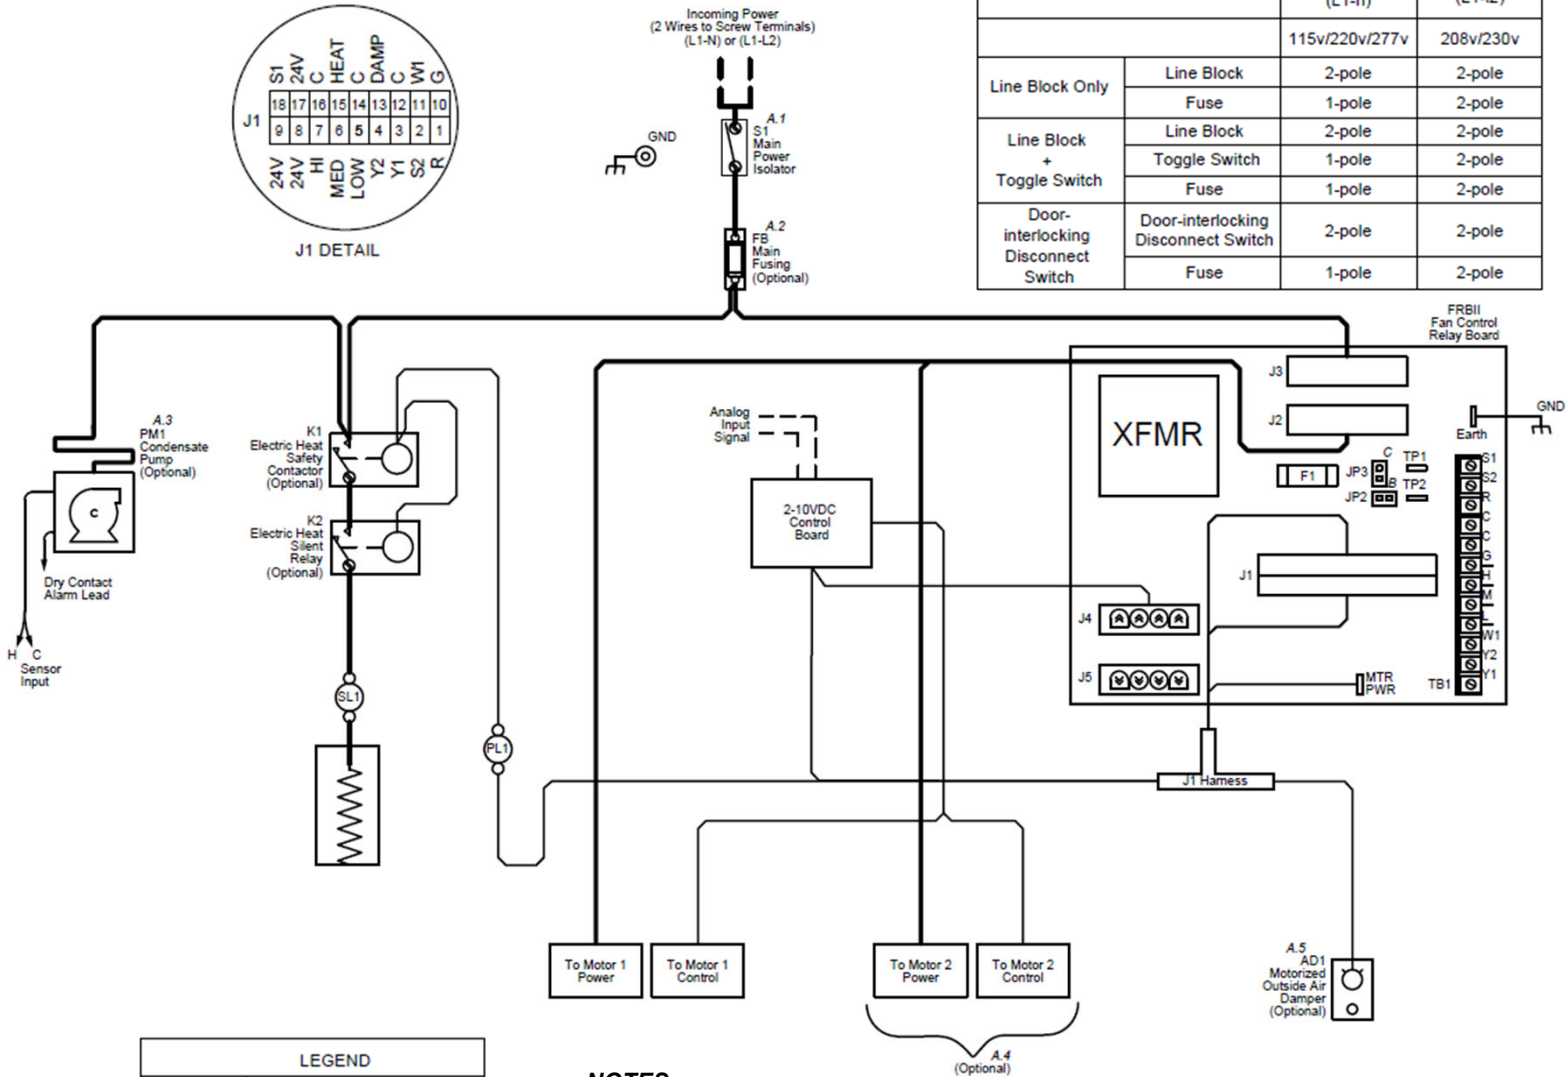 Incoming Power
(2 Wires to Screw Terminals)
(L1-N) or (L1-L2)
(L1-n)
(L1-L2)
115v/220v/277v
208v/230v
Line Block Only
Line Block
2-pole
2-pole
Fuse
1-pole
2-pole
Line Block
+
Toggle Switch
Line Block
2-pole
2-pole
Toggle Switch
1-pole
2-pole
Fuse
1-pole
2-pole
Door-
interlocking
Disconnect
Switch
Door-interlocking
Disconnect Switch
2-pole
2-pole
Fuse
1-pole
2-pole
S1 24V C HEAT C DAMP C W1 G
18 17 16 15 14 13 12 11 10
J1
9 8 7 6 5 4 3 2 1
24V 24V HI MED LOW Y2 Y1 S2 R
J1 DETAIL
GND
A.1
S1
Main
Power
Isolator
A.2
FB
Main
Fusing
(Optional)
FRBII
Fan Control
Relay Board
A.3
PM1
Condensate
Pump
(Optional)
C
Dry Contact
Alarm Lead
H C
Sensor
Input
K1
Electric Heat
Safety
Contactor
(Optional)
K2
Electric Heat
Silent
Relay
(Optional)
SL1
PL1
Analog
Input
Signal
2-10VDC
Control
Board
XFMR
J3
J2
GND
Earth
F1
JP3
C
TP1
JP2
B
TP2
S1
S2
R
C
C
G
H
M
L
W1
Y2
Y1
TB1
J1
J4
J5
MTR
PWR
J1 Harness
To Motor 1
Power
To Motor 1
Control
To Motor 2
Power
To Motor 2
Control
A.4
(Optional)
A.5
AD1
Motorized
Outside Air
Damper
(Optional)
LEGEND
NOTES